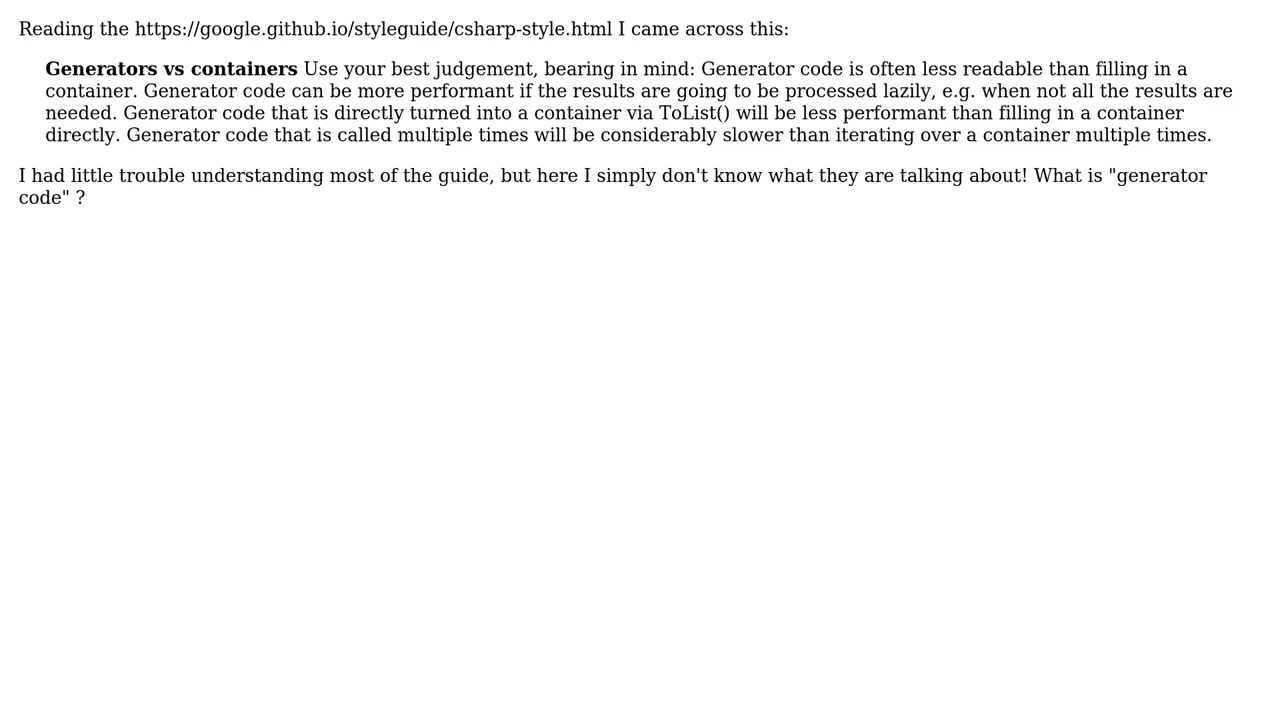 Reading the https://google.github.io/styleguide/csharp-style.html I came across this:
Generators vs containers Use your best judgement, bearing in mind: Generator code is often less readable than filling in a
container. Generator code can be more performant if the results are going to be processed lazily, e.g. when not all the results are
needed. Generator code that is directly turned into a container via ToList() will be less performant than filling in a container
directly. Generator code that is called multiple times will be considerably slower than iterating over a container multiple times.
I had little trouble understanding most of the guide, but here I simply don't know what they are talking about! What is "generator
code" ?